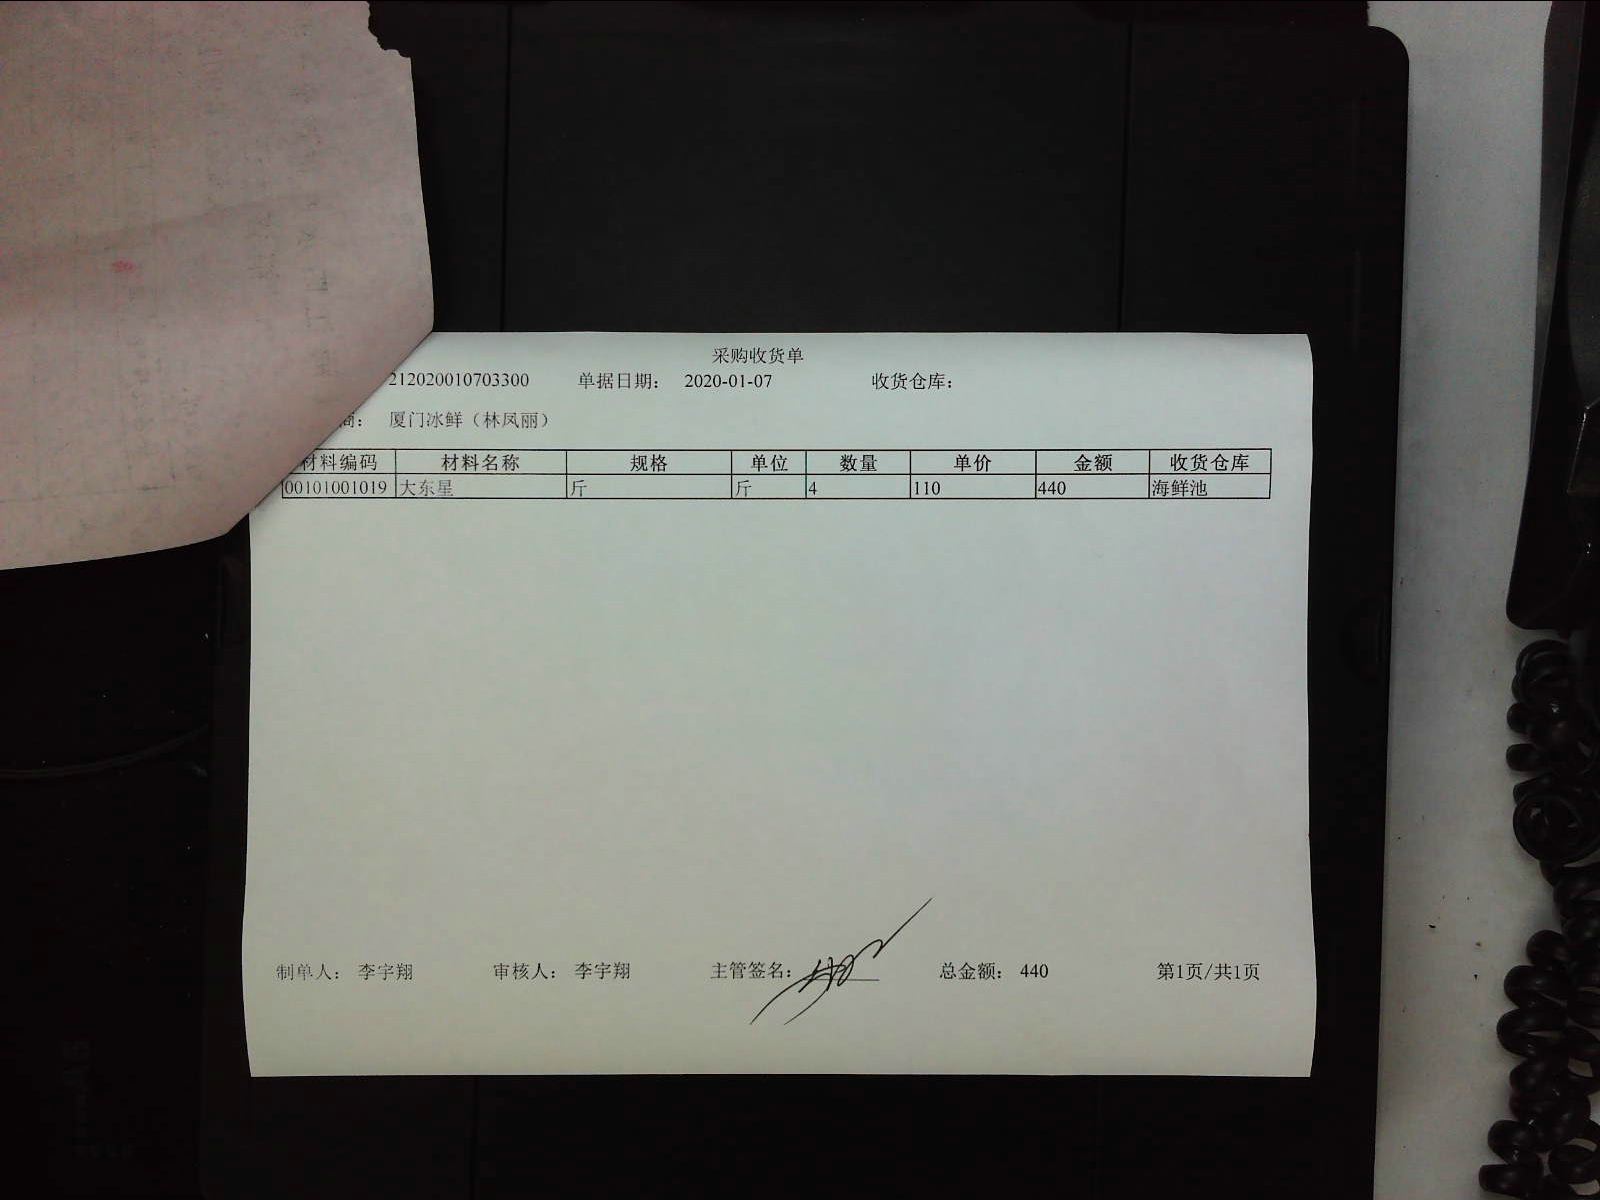 采购收货单
212020010703300 单据日期： 2020-01-07 收货仓库：
商： 厦门冰鲜（林凤丽）
材料编码 材料名称 规格 单位 数量 单价 金额 收货仓库
00101001019 大东星 斤 斤 4 110 440 海鲜池
制单人： 李宇翔 审核人： 李宇翔 主管签名： 总金额： 440 第1页/共1页